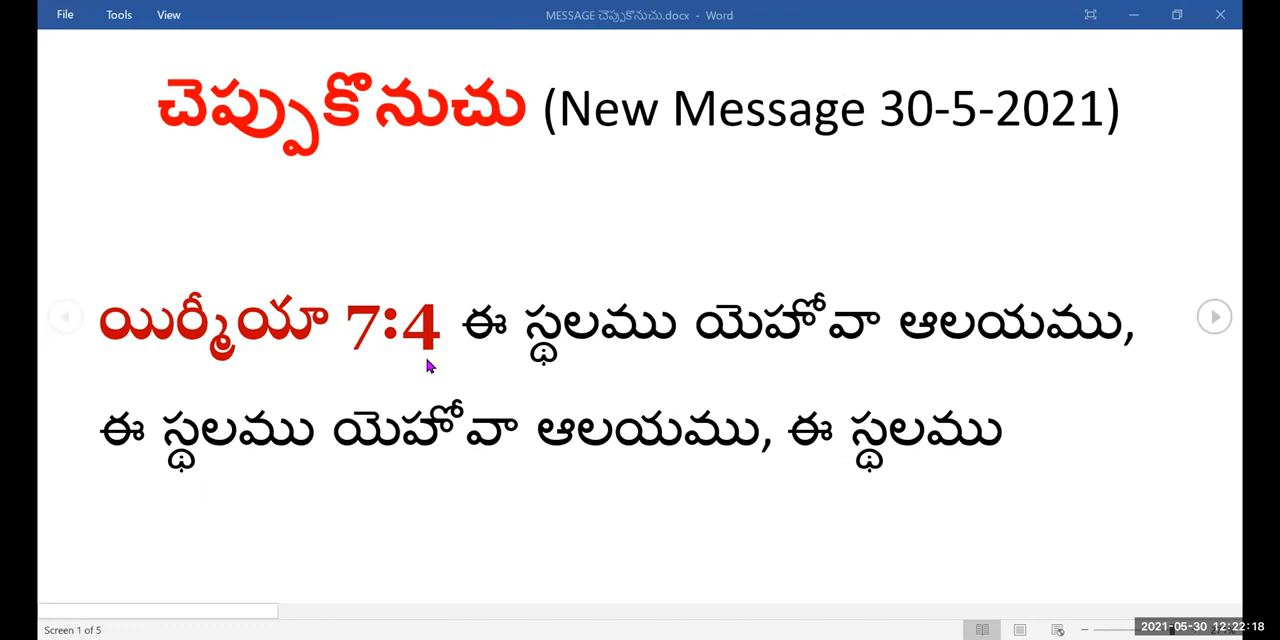 File Tools View MESSAGE చెప్పుకొనుచు.docx - Word
చెప్పుకొనుచు (New Message 30-5-2021)
యిర్మీయా 7:4 ఈ స్థలము యెహోవా ఆలయము,
ఈ స్థలము యెహోవా ఆలయము, ఈ స్థలము
Screen 1 of 5
2021-05-30 12:22:18